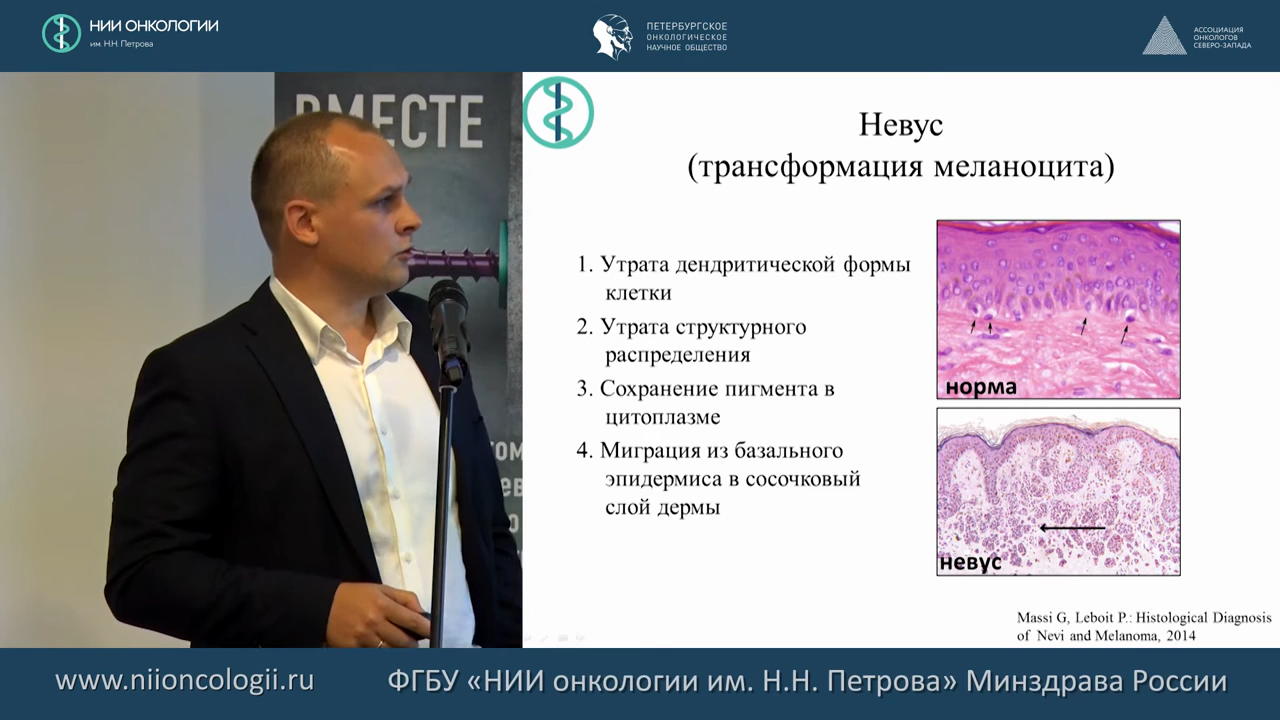 НИИ ОНКОЛОГИИ
им. Н.Н. Петрова
ПЕТЕРБУРГСКОЕ
ОНКОЛОГИЧЕСКОЕ
НАУЧНОЕ ОБЩЕСТВО
АССОЦИАЦИЯ
ОНКОЛОГОВ
СЕВЕРО-ЗАПАДА
ВМЕСТЕ
Невус
(трансформация меланоцита)
1. Утрата дендритической формы
клетки
2. Утрата структурного
распределения
3. Сохранение пигмента в
цитоплазме
4. Миграция из базального
эпидермиса в сосочковый
слой дермы
норма
невус
Massi G, Leboit P.: Histological Diagnosis
of Nevi and Melanoma, 2014
www.niioncologii.ru
ФГБУ «НИИ онкологии им. Н.Н. Петрова» Минздрава России